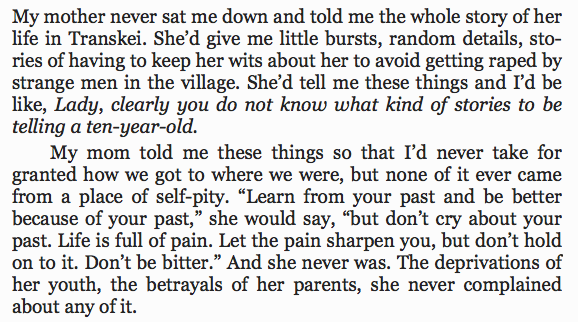 My mother never sat me down and told me the whole story of her
life in Transkei. She’d give me little bursts, random details, sto-
ries of having to keep her wits about her to avoid getting raped by
strange men in the village. She’d tell me these things and I’d be
like, Lady, clearly you do not know what kind of stories to be
telling a ten-year-old.
My mom told me these things so that I’d never take for
granted how we got to where we were, but none of it ever came
from a place of self-pity. “Learn from your past and be better
because of your past,” she would say, “but don’t cry about your
past. Life is full of pain. Let the pain sharpen you, but don’t hold
on to it. Don’t be bitter.” And she never was. The deprivations of
her youth, the betrayals of her parents, she never complained
about any of it.